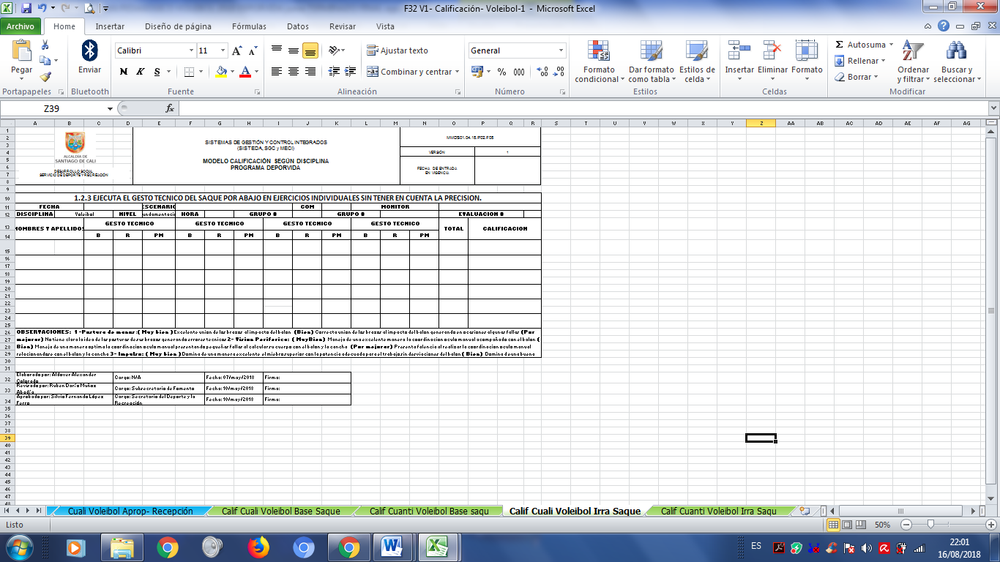 F32 V1- Calificación- Voleibol-1 - Microsoft Excel
Archivo Home Insertar Diseño de página Fórmulas Datos Revisar Vista
Pegar
Enviar
Calibri 11
N K S
Ajustar texto
Combinar y centrar
General
% 000
Formato condicional
Dar formato como tabla
Estilos de celda
Insertar Eliminar Formato
Autosuma
Rellenar
Borrar
Ordenar y filtrar
Buscar y seleccionar
Portapapeles Bluetooth Fuente Alineación Número Estilos Celdas Modificar
Z39 fx
A B C D E F G H I J K L M N O P Q R S T U V W X Y Z AA AB AC AD AE AF AG
ALCALDÍA DE
SANTIAGO DE CALI
DESARROLLO SOCIAL
SERVICIO DE DEPORTE Y RECREACIÓN
SISTEMAS DE GESTIÓN Y CONTROL INTEGRADOS
(SISTEDA, SGC y MECI)
MODELO CALIFICACIÓN SEGÚN DISCIPLINA
PROGRAMA DEPORVIDA
MMDS01.04.18.P02.F05
VERSIÓN 1
FECHA DE ENTRADA
EN VIGENCIA
1.2.3 EJECUTA EL GESTO TECNICO DEL SAQUE POR ABAJO EN EJERCICIOS INDIVIDUALES SIN TENER EN CUENTA LA PRECISION.
FECHA ESCENARIO COM MONITOR
DISCIPLINA Voleibol NIVEL HORA GRUPO # GRUPO # EVALUACION #
NOMBRES Y APELLIDOS GESTO TECNICO GESTO TECNICO GESTO TECNICO GESTO TECNICO TOTAL CALIFICACION
B R PM B R PM B R PM B R PM
OBSERVACIONES: 1 -Postura de manos:( Muy bien ) Excelente union de los brazos al impacto del balon (Bien) Correcta union de los brazos al impacto del balon generando en ocasiones algunas fallas (Por
mejorar) No tiene clara la idea de las posturas de sus brazos generando errores tecnicos 2- Vision Periferica: ( Muy Bien) Maneja de una excelente manera la coordinacion oculo manual acompañada con el balon (
Bien) Maneja de una manera optima la coordinacion oculo manual presentando pequeñas fallas al calcular su cuerpo con el balon y la cancha (Por mejorar) Presenta falencia al realizar la coordinacion oculo manual
relacionandose con el balon y la cancha 3- Impulso: ( Muy bien ) Domina de una manera excelente el miebro superior con la potencia adecuada para el trabajo sin desviaciones del balon ( Bien) Domina de una buena
Elaborado por: Aldover Alexander Colorado Cargo: N/A Fecha: 07/may/2018 Firma:
Revisado por: Ruben Darío Muñoz Abadía Cargo: Subsecretario de Fomento Fecha: 10/may/2018 Firma:
Aprobado por: Silvio Fernando López Ferro Cargo: Secretario del Deporte y la Recreación Fecha: 10/may/2018 Firma:
Cuali Voleibol Aprop- Recepción Calif Cuali Voleibol Base Saque Calif Cuanti Voleibol Base saqu Calif Cuali Voleibol Irra Saque Calif Cuanti Voleibol Irra Saqu
Listo 50%
ES 22:01
16/08/2018